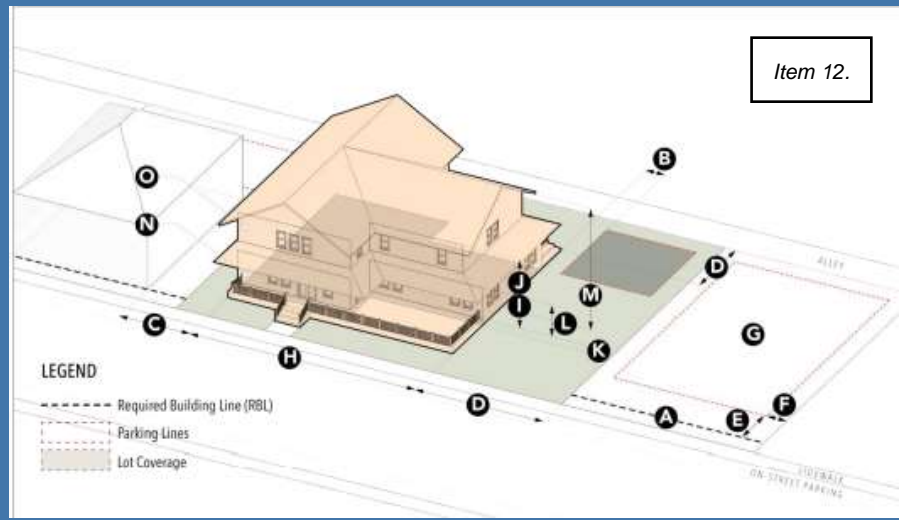 Item 12.
B
O
N
ALLEY
D
J
M
I
L
G
C
K
H
F
LEGEND
D
A
E
Required Building Line (RBL)
Parking Lines
SIDEWALK
Lot Coverage
ON-STREET PARKING